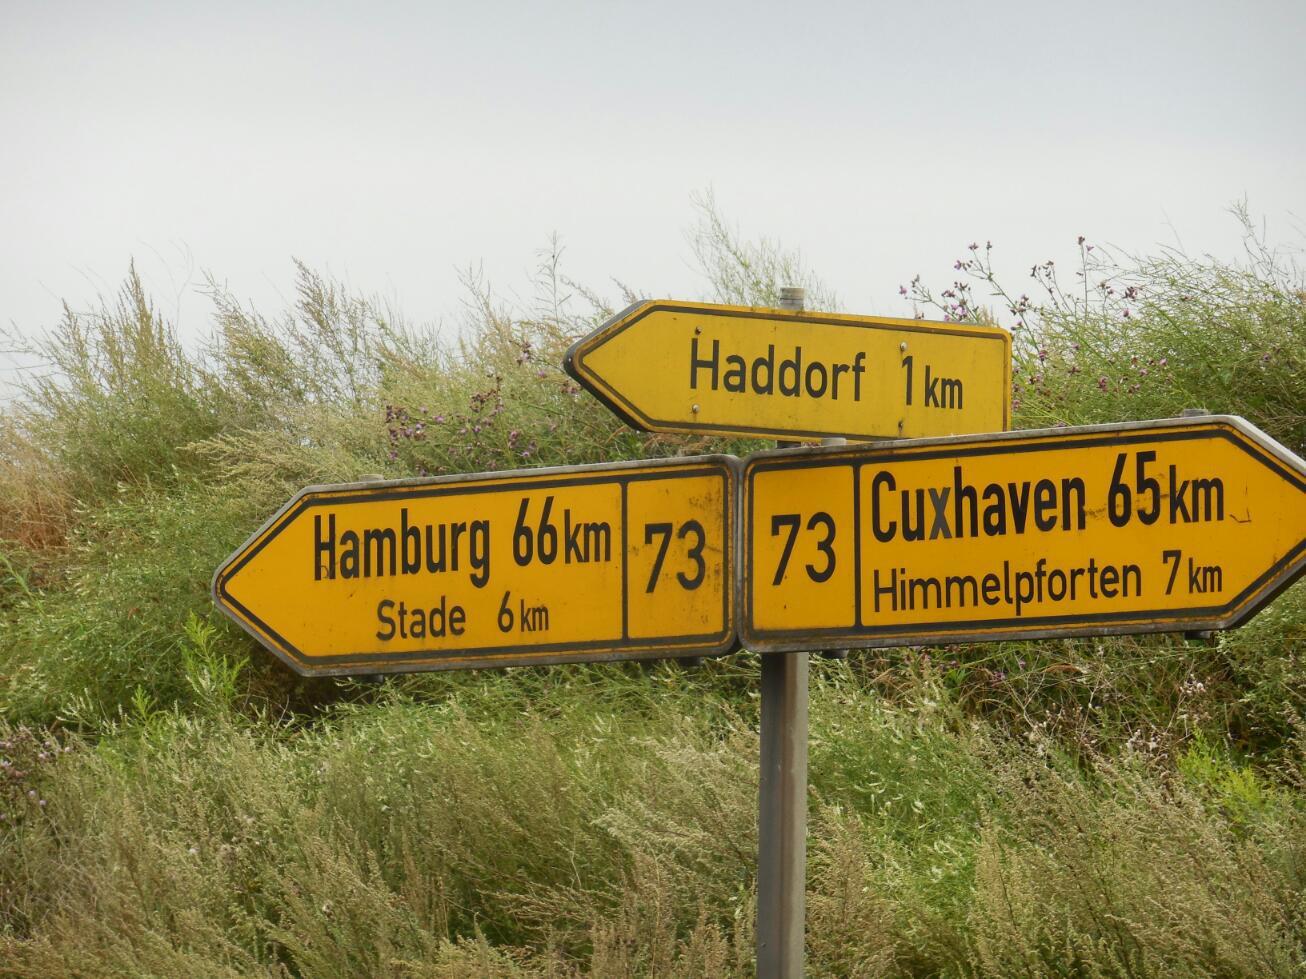 Haddorf 1 km
Hamburg 66 km
Stade 6 km
73
73
Cuxhaven 65 km
Himmelpforten 7 km